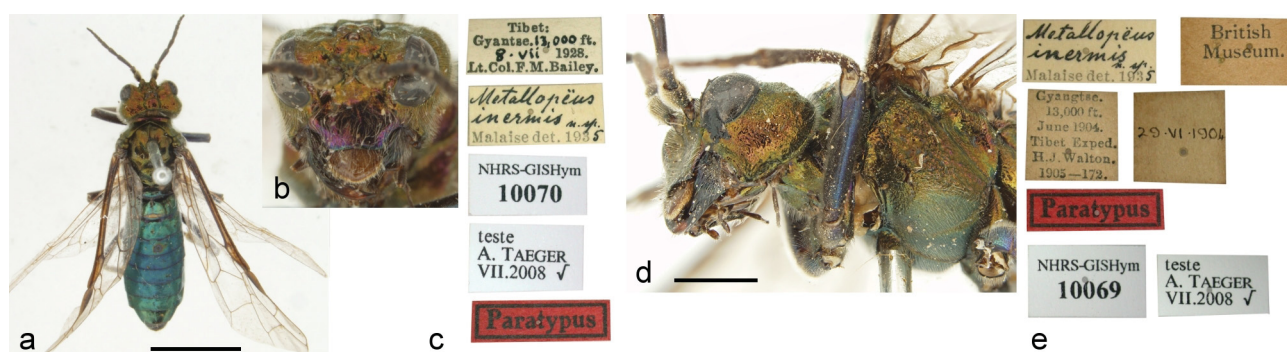 a
b
Tibet:
Gyantse. 13,000 ft.
8. vii 1928.
Lt.Col.F.M.Bailey.
Metallopëus
inermis n. sp.
Malaise det. 1935
NHRS-GISHym
10070
teste
A. TAEGER
VII.2008 √
Paratypus
c
d
Metallopëus
inermis n. sp.
Malaise det. 1935
British
Museum.
Gyangtse.
13,000 ft.
June 1904.
Tibet Exped.
H.J.Walton.
1905—172.
29·VI·1904
Paratypus
NHRS-GISHym
10069
teste
A. TAEGER
VII.2008 √
e